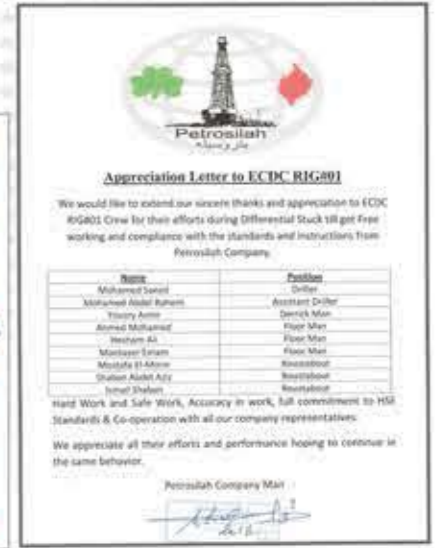 Petrosilah
بتروسيله
Appreciation Letter to ECDC RIG#01
We would like to extend our sincere thanks and appreciation to ECDC
RIG#01 Crew for their efforts during Differential Stuck till get Free
working and compliance with the standards and instructions from
Petrosilah Company.
Name Position
Mohamed Saeed Driller
Mohamed Abdel Rahem Assistant Driller
Yousry Amin Derrick Man
Ahmed Mohamed Floor Man
Hesham Ali Floor Man
Montaser Floor Man
Mostafa Roustabout
Shaban Abdel Aziz Roustabout
Ismail Shaban Roustabout
Hard Work and Safe Work, Accuracy in work, full commitment to HSE
Standards & Co-operation with all our company representatives.
We appreciate all their efforts and performance hoping to continue in
the same behavior.
Petrosilah Company Man